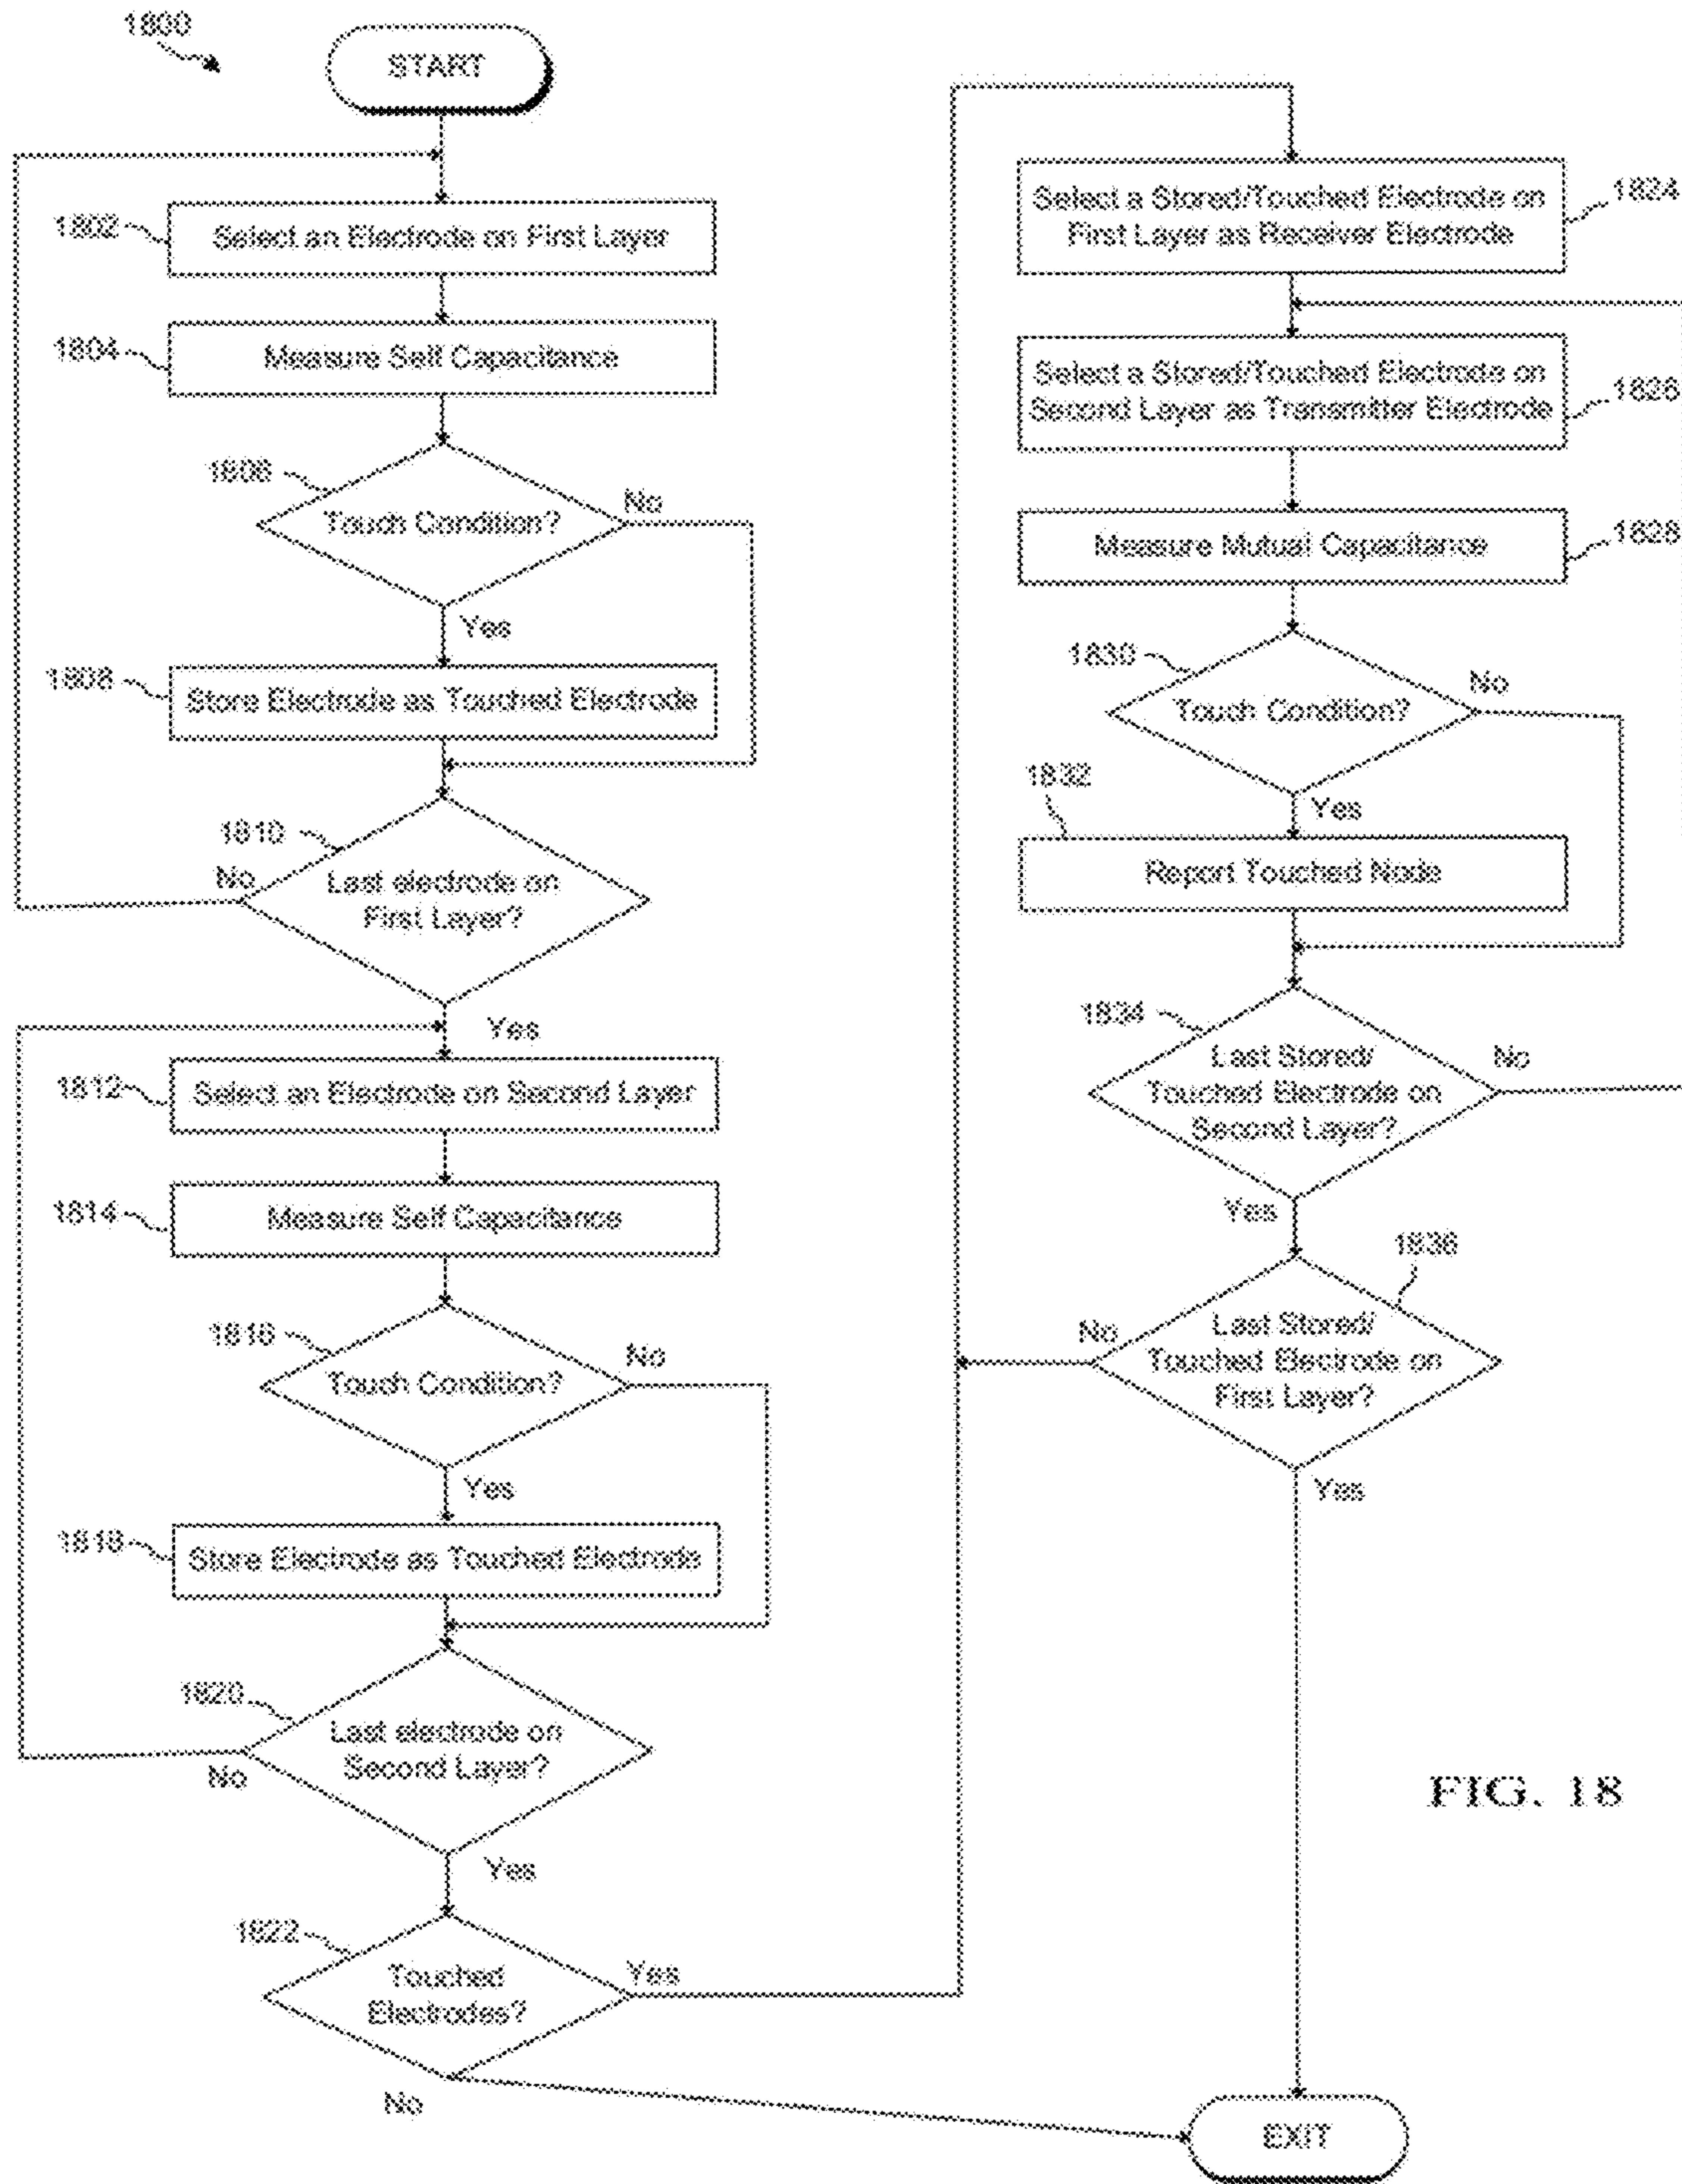 1800
START
1802
Select an Electrode on First Layer
1804
Measure Self Capacitance
1806
Touch Condition?
No
Yes
1808
Store Electrode as Touched Electrode
1810
No
Last electrode on
First Layer?
Yes
1812
Select an Electrode on Second Layer
1814
Measure Self Capacitance
1816
Touch Condition?
No
Yes
1818
Store Electrode as Touched Electrode
1820
Last electrode on
Second Layer?
No
Yes
1822
Touched
Electrodes?
Yes
No
Select a Stored/Touched Electrode on
First Layer as Receiver Electrode
1824
Select a Stored/Touched Electrode on
Second Layer as Transmitter Electrode
1826
Measure Mutual Capacitance
1828
1830
Touch Condition?
No
Yes
1832
Report Touched Node
1834
Last Stored/
Touched Electrode on
Second Layer?
No
Yes
1836
No
Last Stored/
Touched Electrode on
First Layer?
Yes
EXIT
FIG. 18